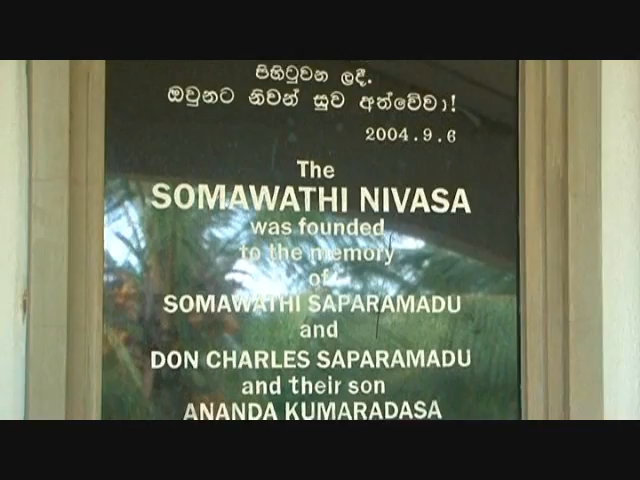 පිහිටුවන ලදී.
ඔවුනට නිවන් සුව අත්වේවා!
2004.9.6
The
SOMAWATHI NIVASA
was founded
to the memory
of
SOMAWATHI SAPARAMADU
and
DON CHARLES SAPARAMADU
and their son
ANANDA KUMARADASA